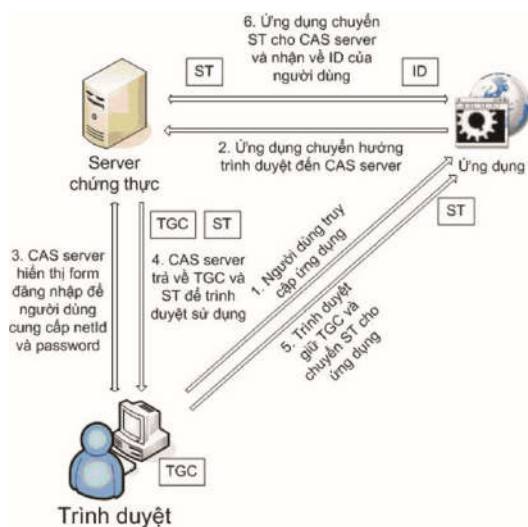 6. Ứng dụng chuyển
ST cho CAS server
và nhận về ID của
người dùng
ST
ID
2. Ứng dụng chuyển hướng
trình duyệt đến CAS server
Server
chứng thực
Ứng dụng
TGC
ST
ST
3. CAS server
hiển thị form
đăng nhập để
người dùng
cung cấp netId
và password
4. CAS server
trả về TGC và
ST để trình
duyệt sử dụng
1. Người dùng truy
cập ứng dụng
5. Trình duyệt
giữ TGC và
chuyển ST cho
ứng dụng
TGC
Trình duyệt